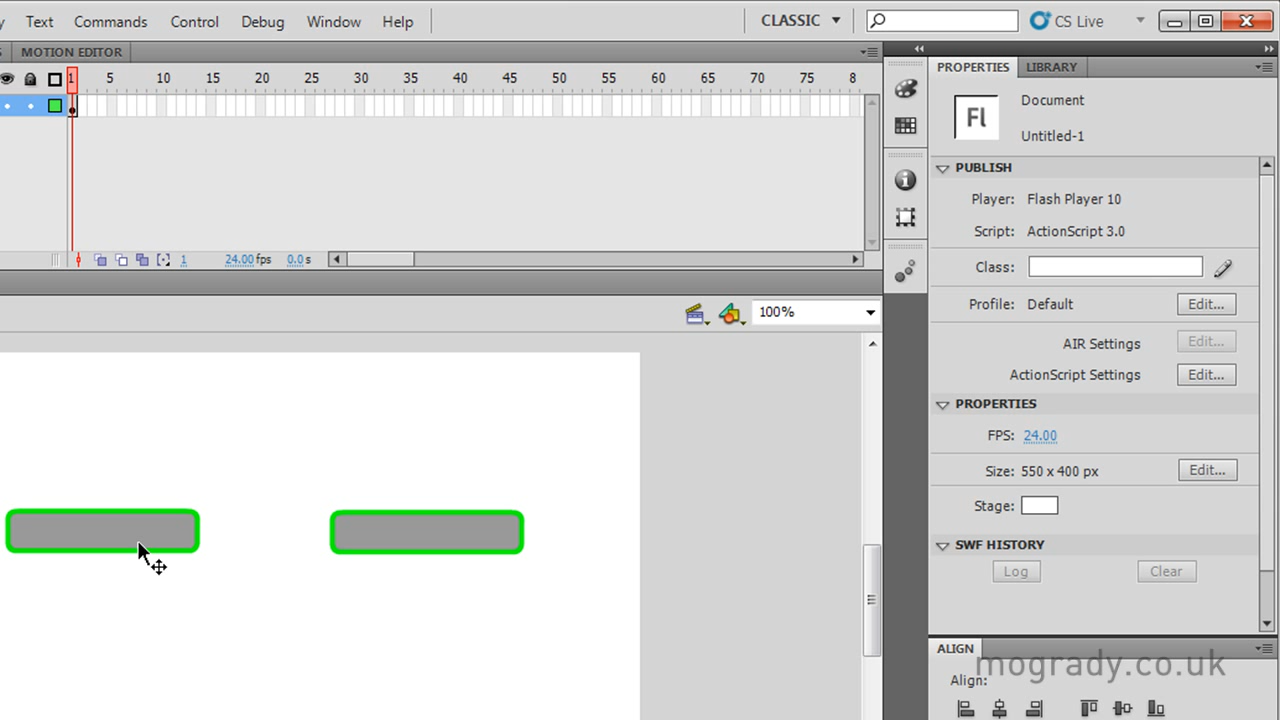 Text Commands Control Debug Window Help CLASSIC CS Live
MOTION EDITOR
PROPERTIES LIBRARY
1 5 10 15 20 25 30 35 40 45 50 55 60 65 70 75 8
Fl
Document
Untitled-1
PUBLISH
Player: Flash Player 10
Script: ActionScript 3.0
Class:
1 24.00 fps 0.0 s
Profile: Default Edit...
100%
AIR Settings Edit...
ActionScript Settings Edit...
PROPERTIES
FPS: 24.00
Size: 550 x 400 px Edit...
Stage:
SWF HISTORY
Log Clear
ALIGN
mogrady.co.uk
Align: